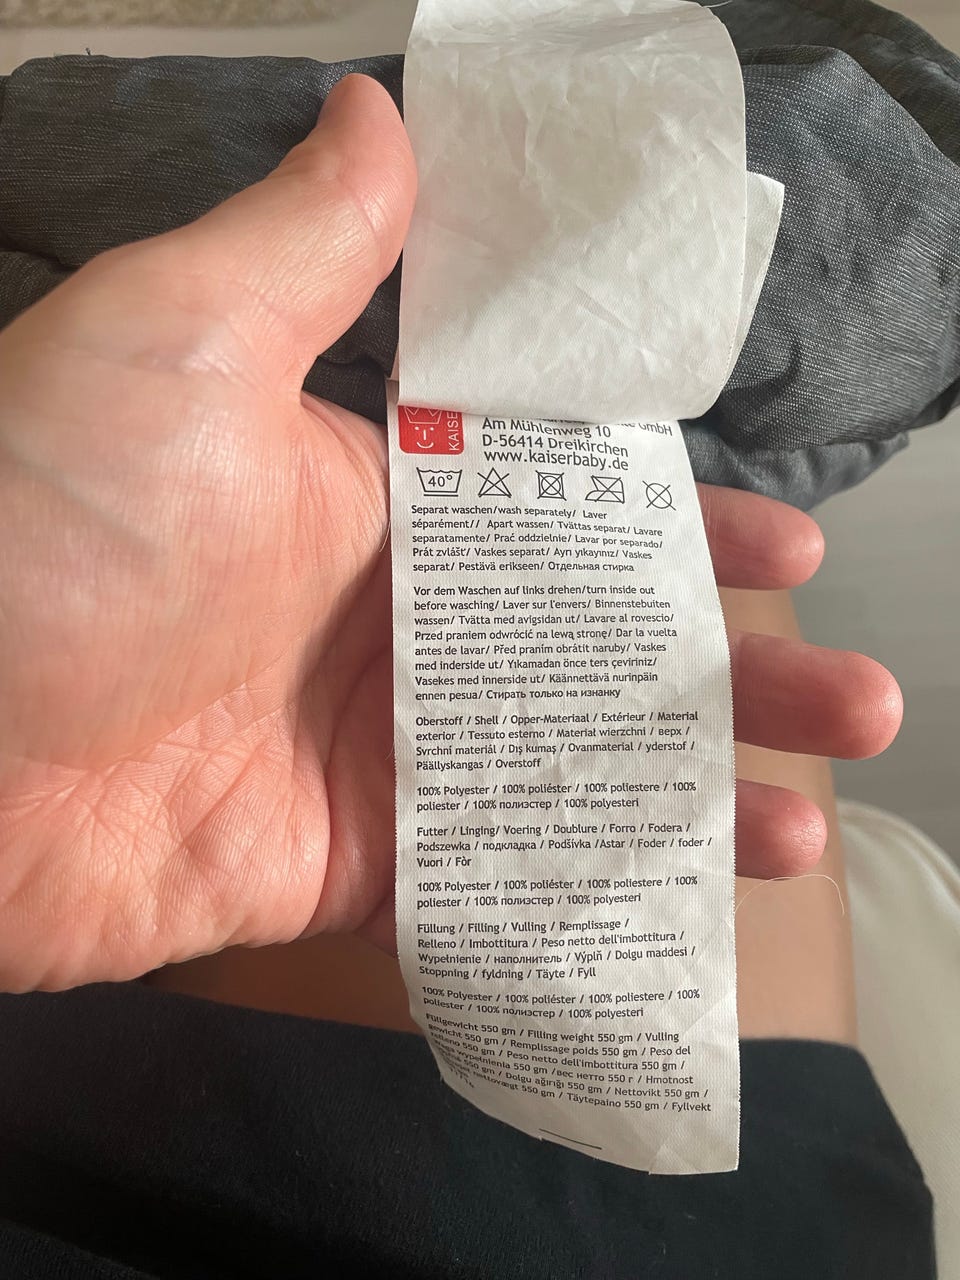 KAISE
GmbH
Am Mühlenweg 10
D-56414 Dreikirchen
www.kaiserbaby.de
40°
Separat waschen/wash separately/ Laver
séparément// Apart wassen/ Tvättas separat/ Lavare
separatamente/ Prać oddzielnie/ Lavar por separado/
Prát zvlášť/ Vaskes separat/ Ayrı yıkayınız/ Vaskes
separat/ Pestävä erikseen/ Отдельная стирка
Vor dem Waschen auf links drehen/turn inside out
before wasching/ Laver sur l'envers/ Binnenstebuiten
wassen/ Tvätta med avigsidan ut/ Lavare al rovescio/
Przed praniem odwrócić na lewą stronę/ Dar la vuelta
antes de lavar/ Před praním obrátit naruby/ Vaskes
med inderside ut/ Yıkamadan önce ters çeviriniz/
Vasekes med innerside ut/ Käännettävä nurinpäin
ennen pesua/ Стирать только на изнанку
Oberstoff / Shell / Opper-Materiaal / Extérieur / Material
exterior / Tessuto esterno / Materiał wierzchni / верх /
Svrchní materiál / Dış kumaş / Ovanmaterial / yderstof /
Päällyskangas / Overstoff
100% Polyester / 100% poliéster / 100% poliestere / 100%
poliester / 100% полиэстер / 100% polyesteri
Futter / Linging/ Voering / Doublure / Forro / Fodera /
Podszewka / подкладка / Podšívka /Astar / Foder / foder /
Vuori / Fòr
100% Polyester / 100% poliéster / 100% poliestere / 100%
poliester / 100% полиэстер / 100% polyesteri
Füllung / Filling / Vulling / Remplissage /
Relleno / Imbottitura / Peso netto dell'imbottitura /
Wypełnienie / наполнитель / Výplň / Dolgu maddesi /
Stoppning / fyldning / Täyte / Fyll
100% Polyester / 100% poliéster / 100% poliestere / 100%
poliester / 100% полиэстер / 100% polyesteri
Füllgewicht 550 gm / Filling weight 550 gm / Vulling
gewicht 550 gm / Remplissage poids 550 gm / Peso del
relleno 550 gm / Peso netto dell'imbottitura 550 gm /
wypełnienia 550 gm /вес нетто 550 г / Hmotnost
550 gm / Dolgu ağırığı 550 gm / Nettovikt 550 gm /
nettovægt 550 gm / Täytepaino 550 gm / Fyllvekt